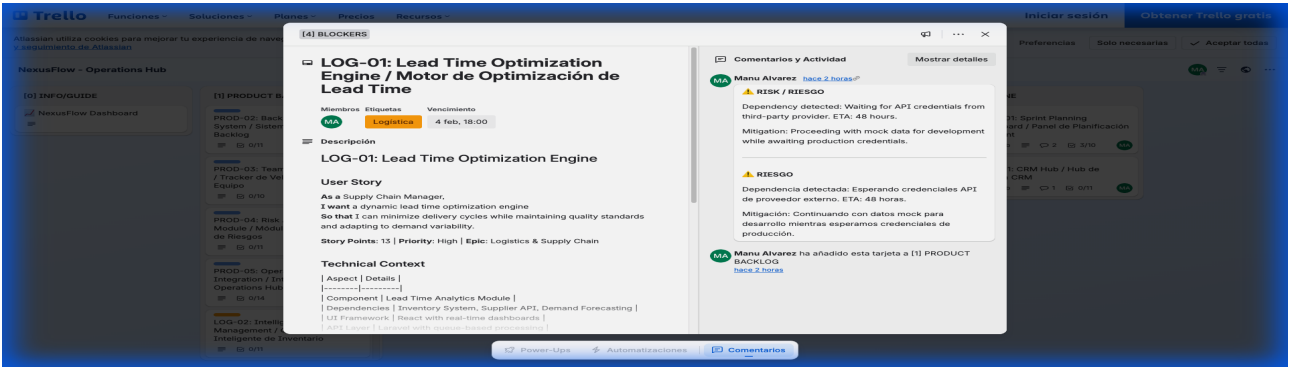 Trello
Funciones
Soluciones
Planes
Precios
Recursos
Iniciar sesión
Obtener Trello gratis
Atlassian utiliza cookies para mejorar tu experiencia de nave
y seguimiento de Atlassian
Preferencias
Solo necesarias
Aceptar todas
NexusFlow - Operations Hub
[0] INFO/GUIDE
NexusFlow Dashboard
[1] PRODUCT B
PROD-02: Back
System / Sistem
Backlog
0/11
PROD-03: Team
/ Tracker de Ve
Equipo
0/10
PROD-04: Risk
Module / Módu
de Riesgos
0/11
PROD-05: Oper
Integration / Int
Operations Hub
0/14
LOG-02: Intellig
Management /
Inteligente de Inventario
0/11
[4] BLOCKERS
LOG-01: Lead Time Optimization
Engine / Motor de Optimización de
Lead Time
Miembros Etiquetas Vencimiento
MA Logística 4 feb, 18:00
Descripción
LOG-01: Lead Time Optimization Engine
User Story
As a Supply Chain Manager,
I want a dynamic lead time optimization engine
So that I can minimize delivery cycles while maintaining quality standards
and adapting to demand variability.
Story Points: 13 | Priority: High | Epic: Logistics & Supply Chain
Technical Context
| Aspect | Details |
|--------|---------|
| Component | Lead Time Analytics Module |
| Dependencies | Inventory System, Supplier API, Demand Forecasting |
| UI Framework | React with real-time dashboards |
| API Layer | Laravel with queue-based processing |
Comentarios y Actividad
Mostrar detalles
MA Manu Alvarez hace 2 horas
⚠️ RISK / RIESGO
Dependency detected: Waiting for API credentials from
third-party provider. ETA: 48 hours.
Mitigation: Proceeding with mock data for development
while awaiting production credentials.
⚠️ RIESGO
Dependencia detectada: Esperando credenciales API
de proveedor externo. ETA: 48 horas.
Mitigación: Continuando con datos mock para
desarrollo mientras esperamos credenciales de
producción.
MA Manu Alvarez ha añadido esta tarjeta a [1] PRODUCT
BACKLOG
hace 2 horas
MA
NE
01: Sprint Planning
ard / Panel de Planificación
nt
2 3/10 MA
1: CRM Hub / Hub de
CRM
1 0/11 MA
Power-Ups
Automatizaciones
Comentarios